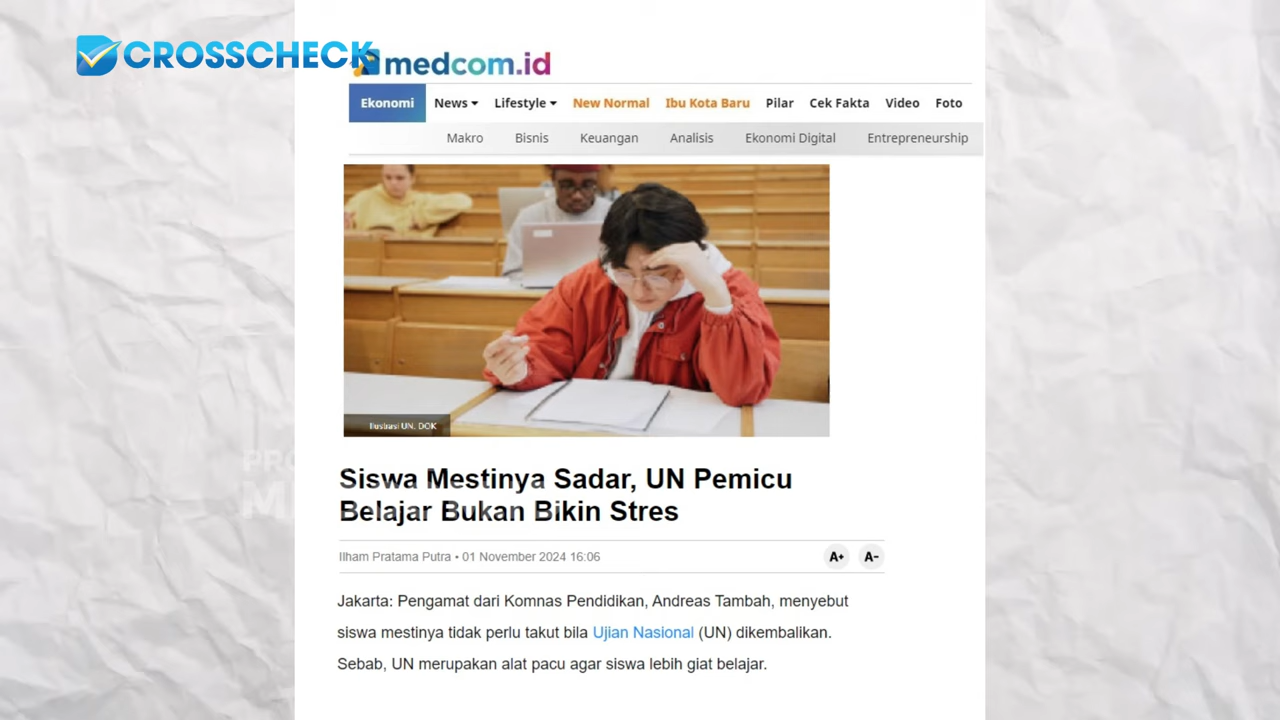 CROSSCHECK
medcom.id
Ekonomi News Lifestyle New Normal Ibu Kota Baru Pilar Cek Fakta Video Foto
Makro Bisnis Keuangan Analisis Ekonomi Digital Entrepreneurship
Ilustrasi UN. DOK
Siswa Mestinya Sadar, UN Pemicu
Belajar Bukan Bikin Stres
Ilham Pratama Putra • 01 November 2024 16:06
A+ A-
Jakarta: Pengamat dari Komnas Pendidikan, Andreas Tambah, menyebut
siswa mestinya tidak perlu takut bila Ujian Nasional (UN) dikembalikan.
Sebab, UN merupakan alat pacu agar siswa lebih giat belajar.